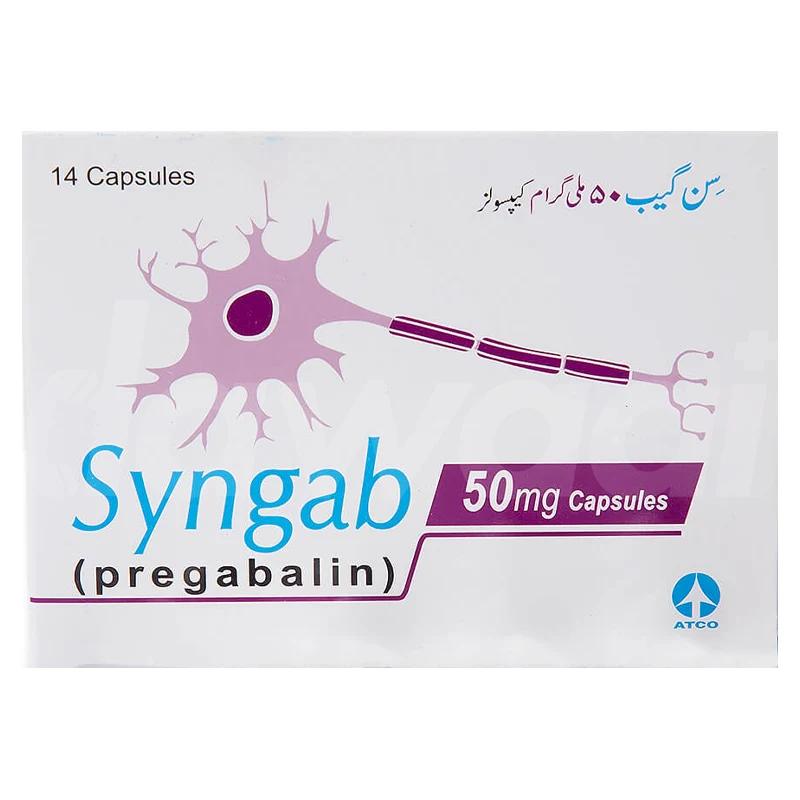 14 Capsules
سِن گیب ۵۰ ملی گرام کیپسولز
Syngab
50mg Capsules
(pregabalin)
ATCO